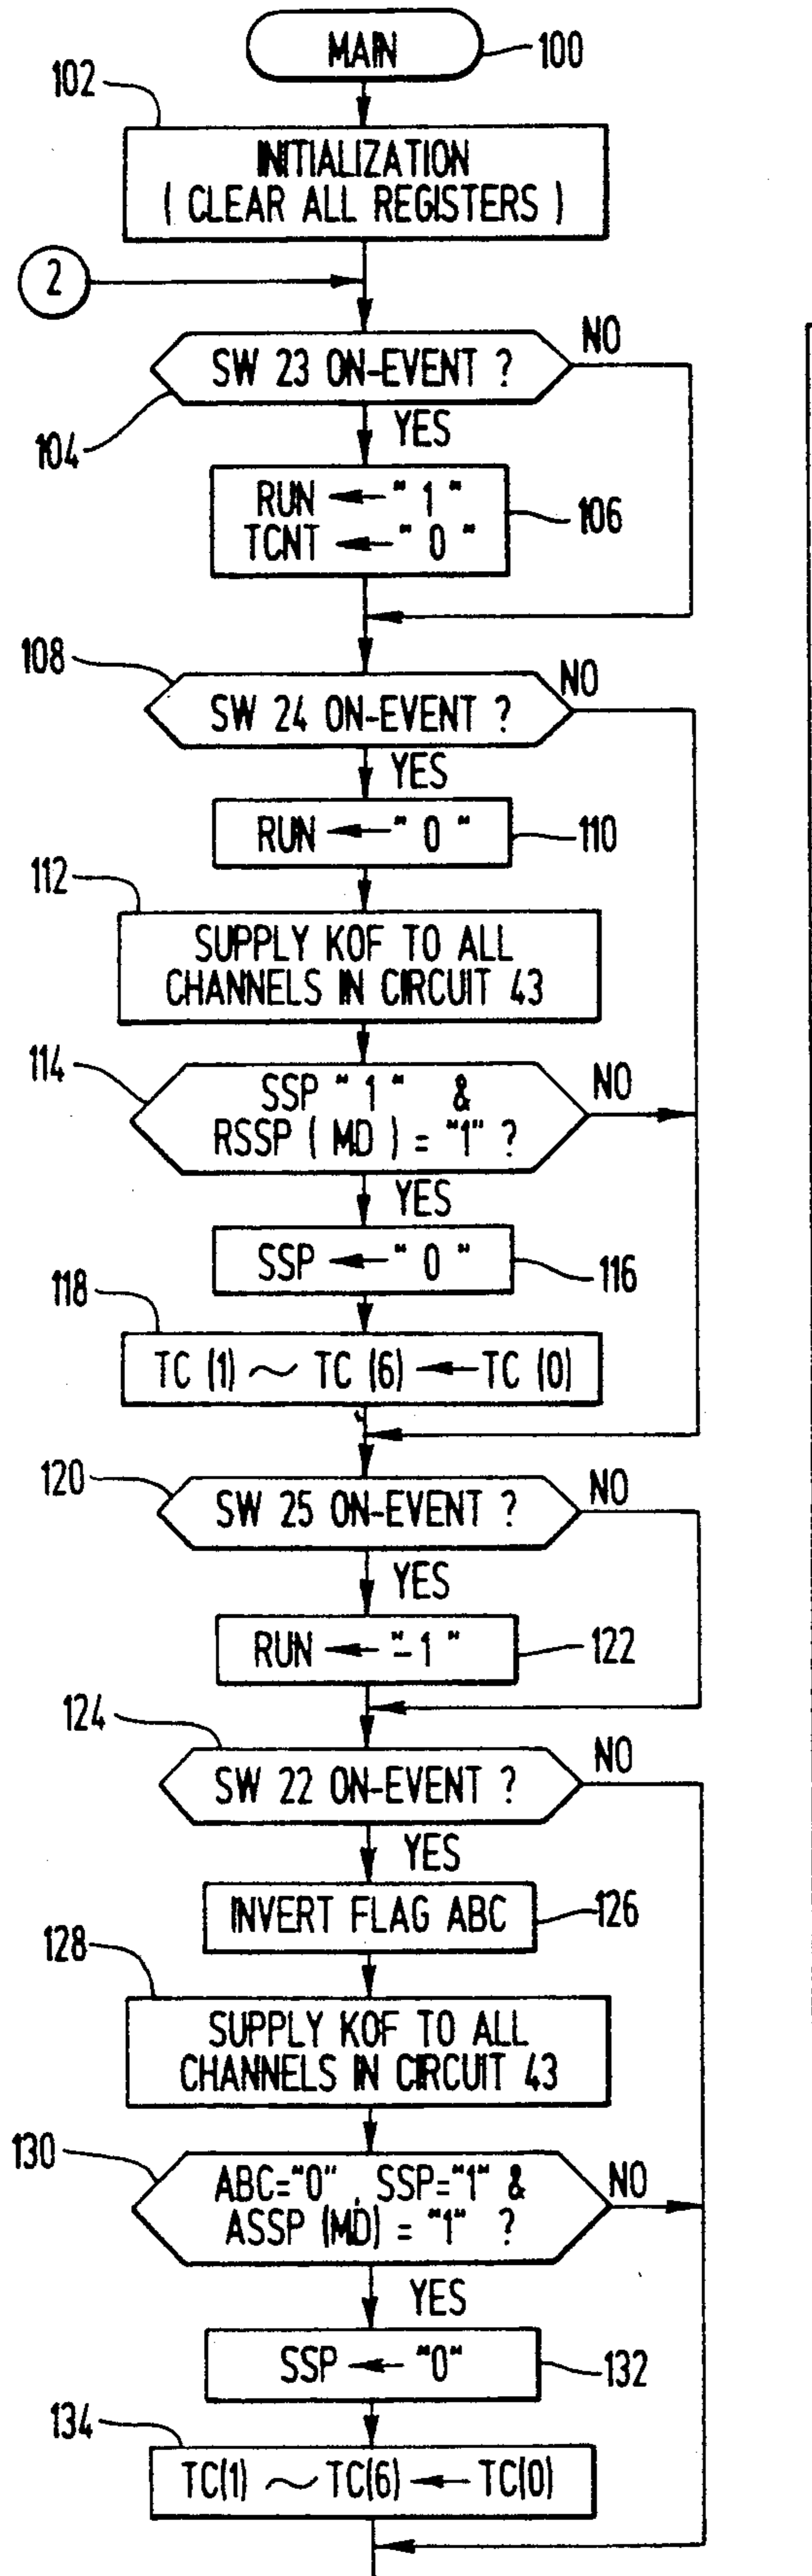 MAIN
100
102
INITIALIZATION
( CLEAR ALL REGISTERS )
2
SW 23 ON-EVENT ?
NO
104
YES
RUN ← "1"
TCNT ← "0"
106
108
SW 24 ON-EVENT ?
NO
YES
RUN ← "0"
110
112
SUPPLY KOF TO ALL
CHANNELS IN CIRCUIT 43
114
SSP "1" &
RSSP ( MD ) = "1" ?
NO
YES
SSP ← "0"
116
118
TC (1) ~ TC (6) ← TC (0)
120
SW 25 ON-EVENT ?
NO
YES
RUN ← "-1"
122
124
SW 22 ON-EVENT ?
NO
YES
INVERT FLAG ABC
126
128
SUPPLY KOF TO ALL
CHANNELS IN CIRCUIT 43
130
ABC="0", SSP="1" &
ASSP (MD) = "1" ?
NO
YES
SSP ← "0"
132
134
TC(1) ~ TC(6) ← TC(0)